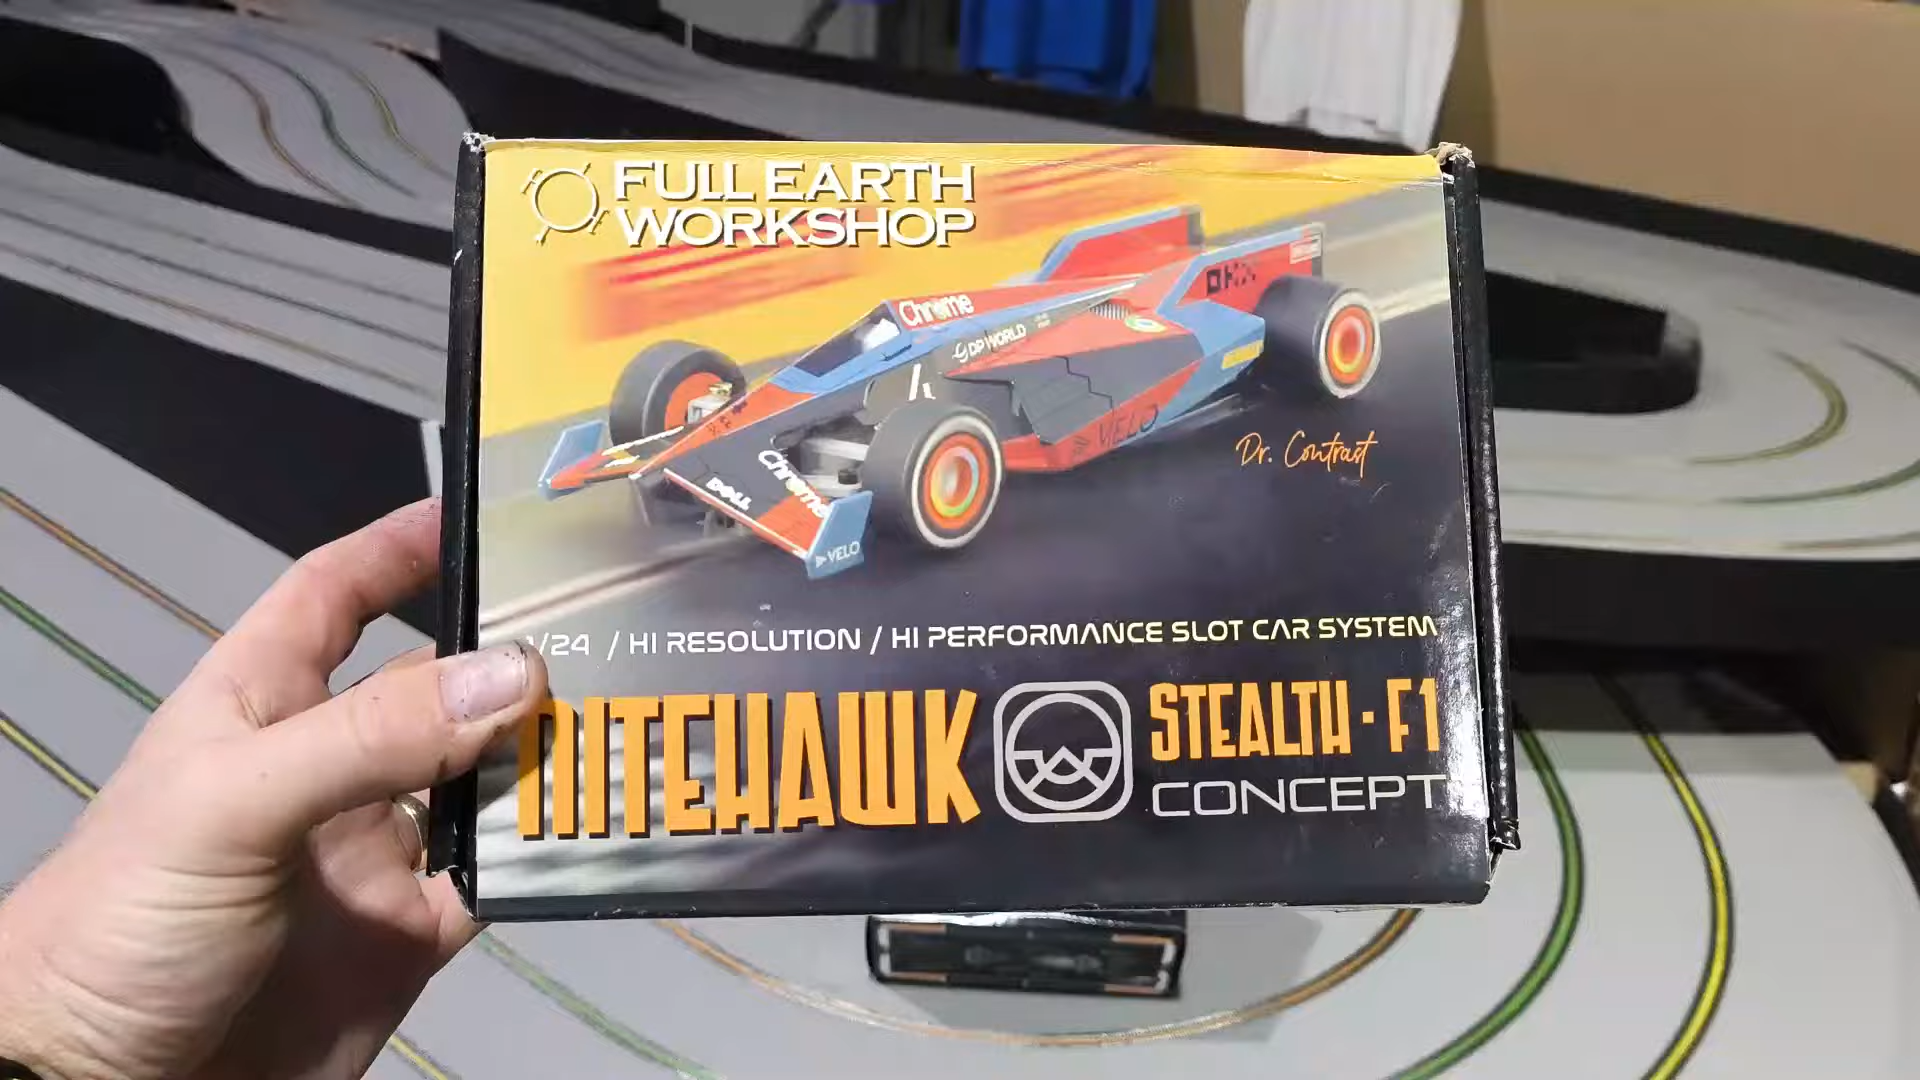 FULL EARTH
WORKSHOP
Chrome
DP WORLD
VELO
Chrome
DELL
VELO
Dr. Contrast
1/24 / HI RESOLUTION / HI PERFORMANCE SLOT CAR SYSTEM
NITEHAWK
STEALTH - F1
CONCEPT